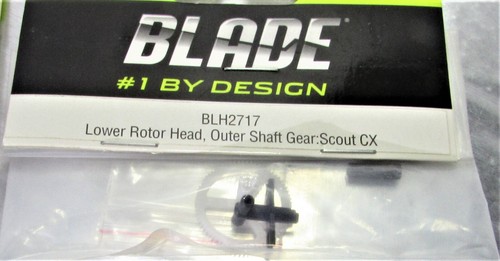 BLADE
#1 BY DESIGN
BLH2717
Lower Rotor Head, Outer Shaft Gear:Scout CX